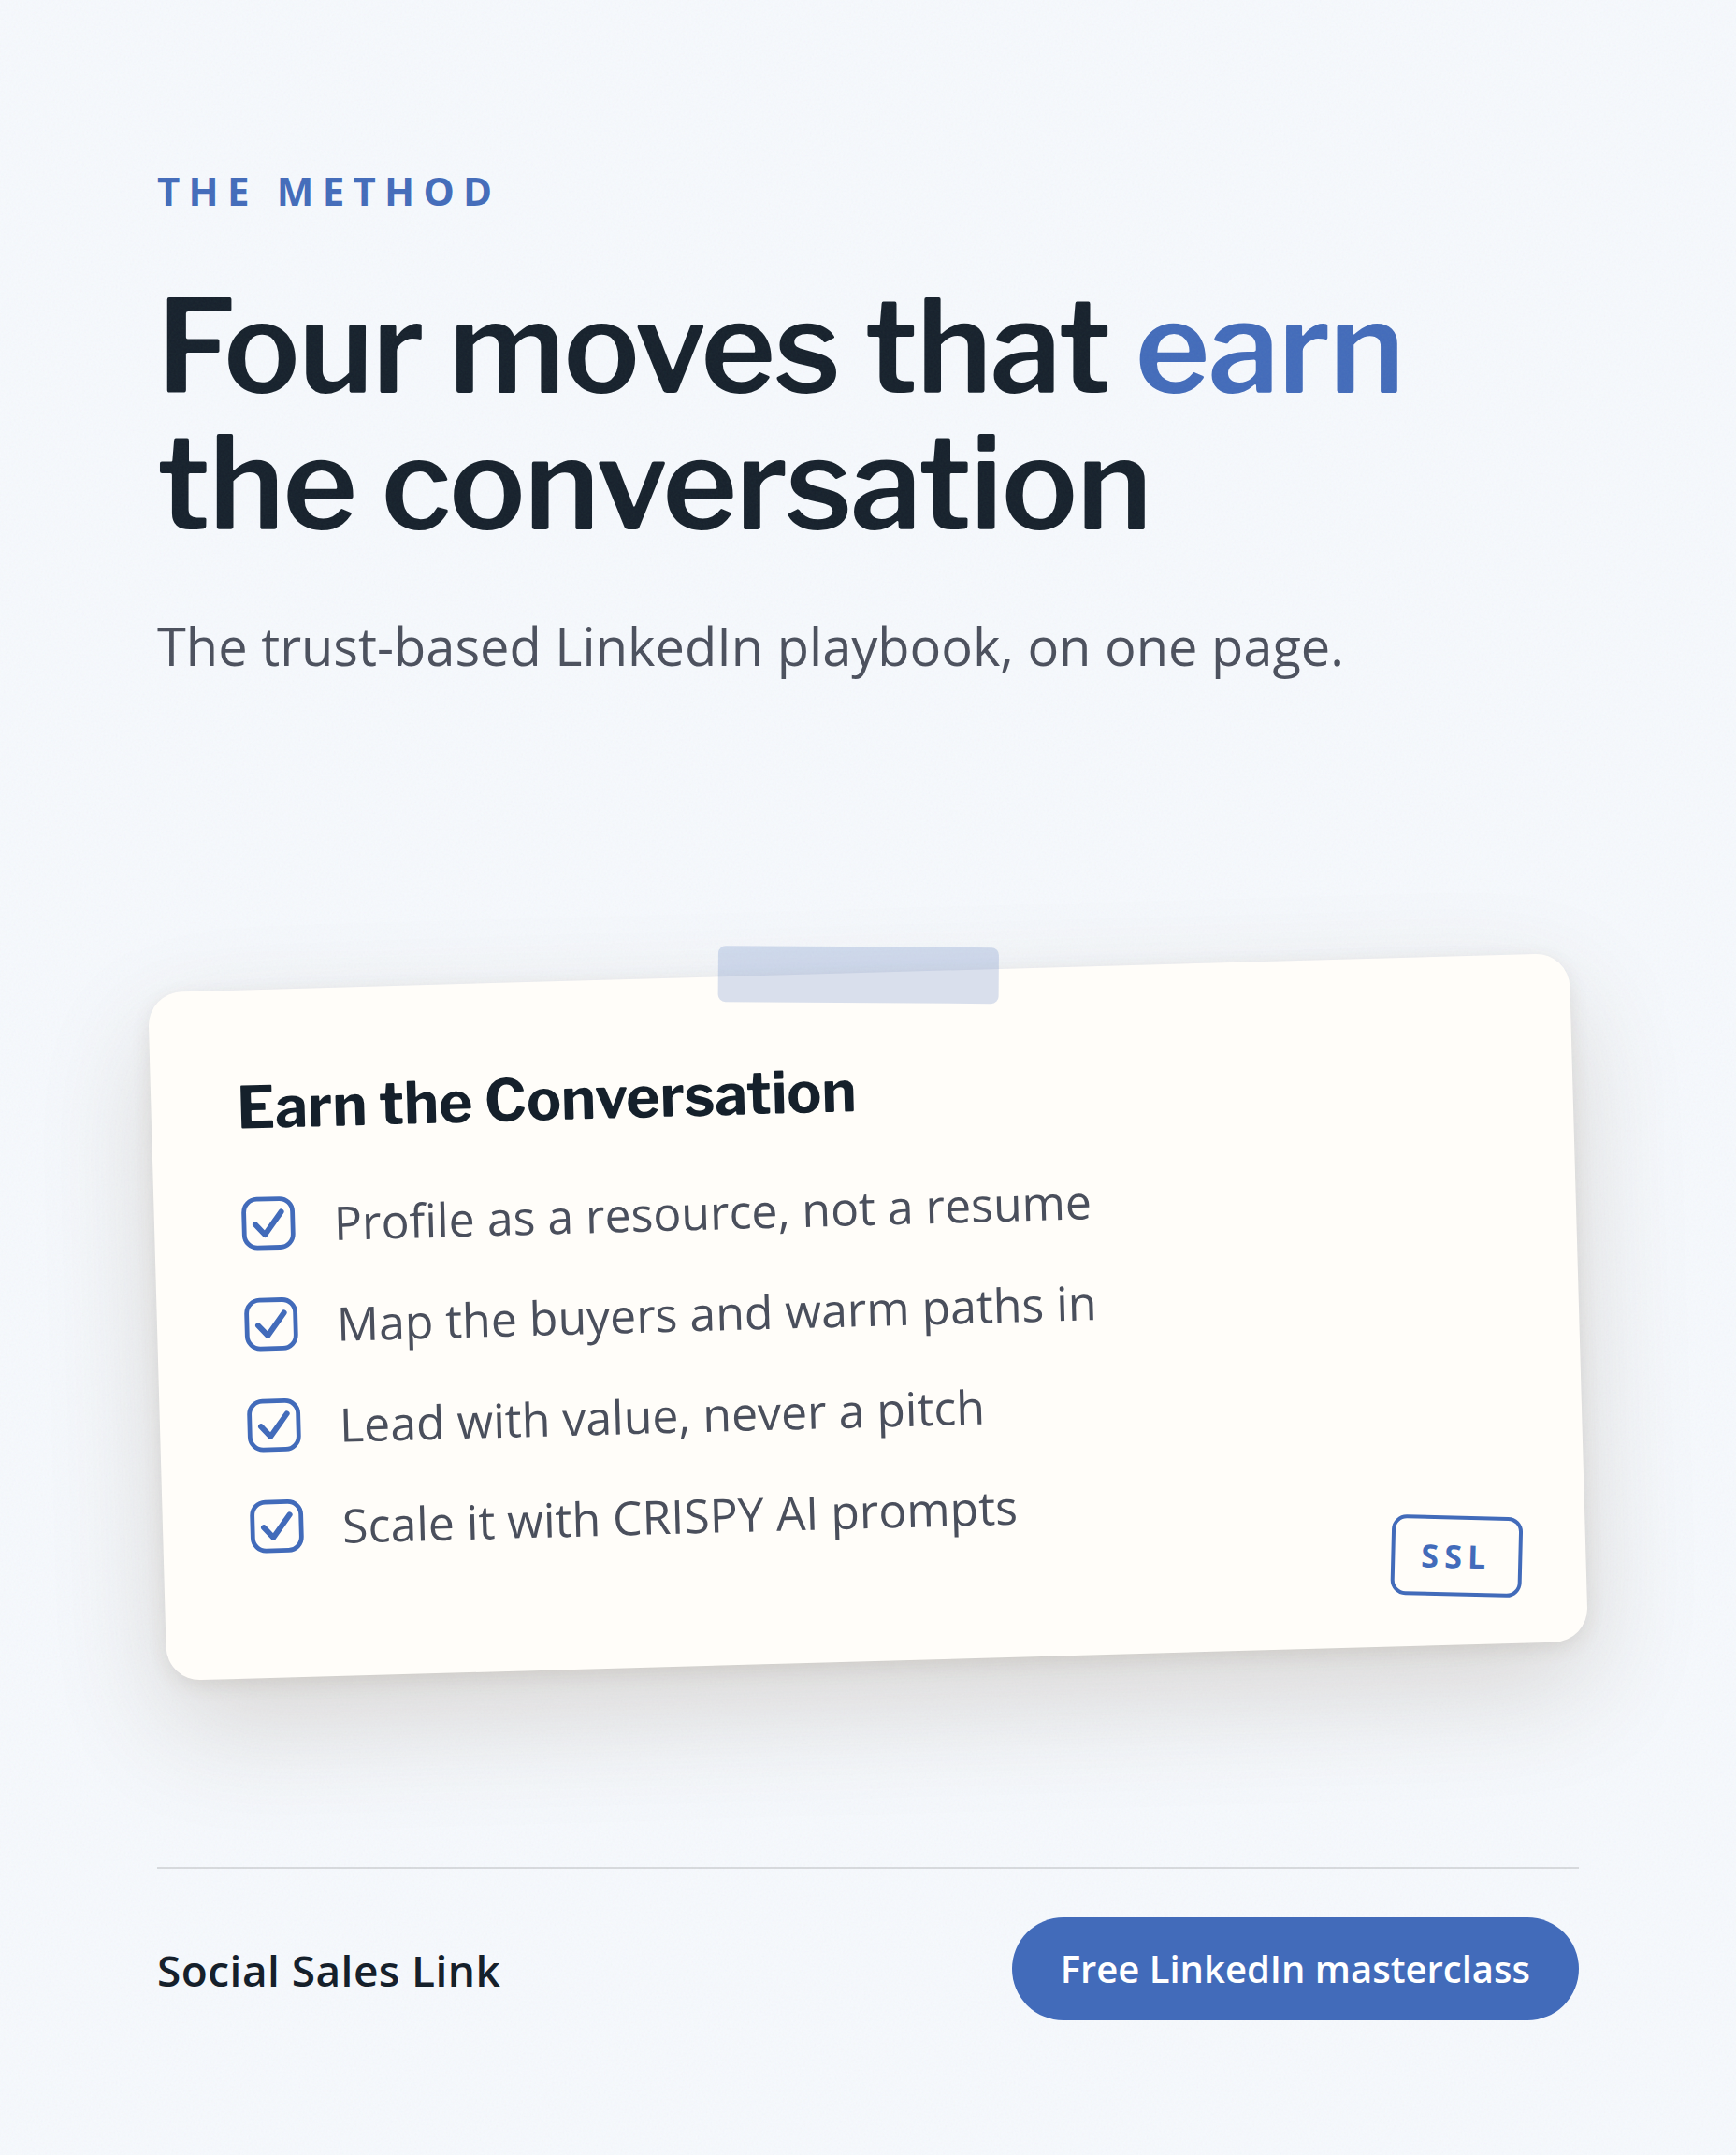 THE METHOD
Four moves that earn
the conversation
The trust-based LinkedIn playbook, on one page.
Earn the Conversation
Profile as a resource, not a resume
Map the buyers and warm paths in
Lead with value, never a pitch
Scale it with CRISPY AI prompts
SSL
Social Sales Link
Free LinkedIn masterclass